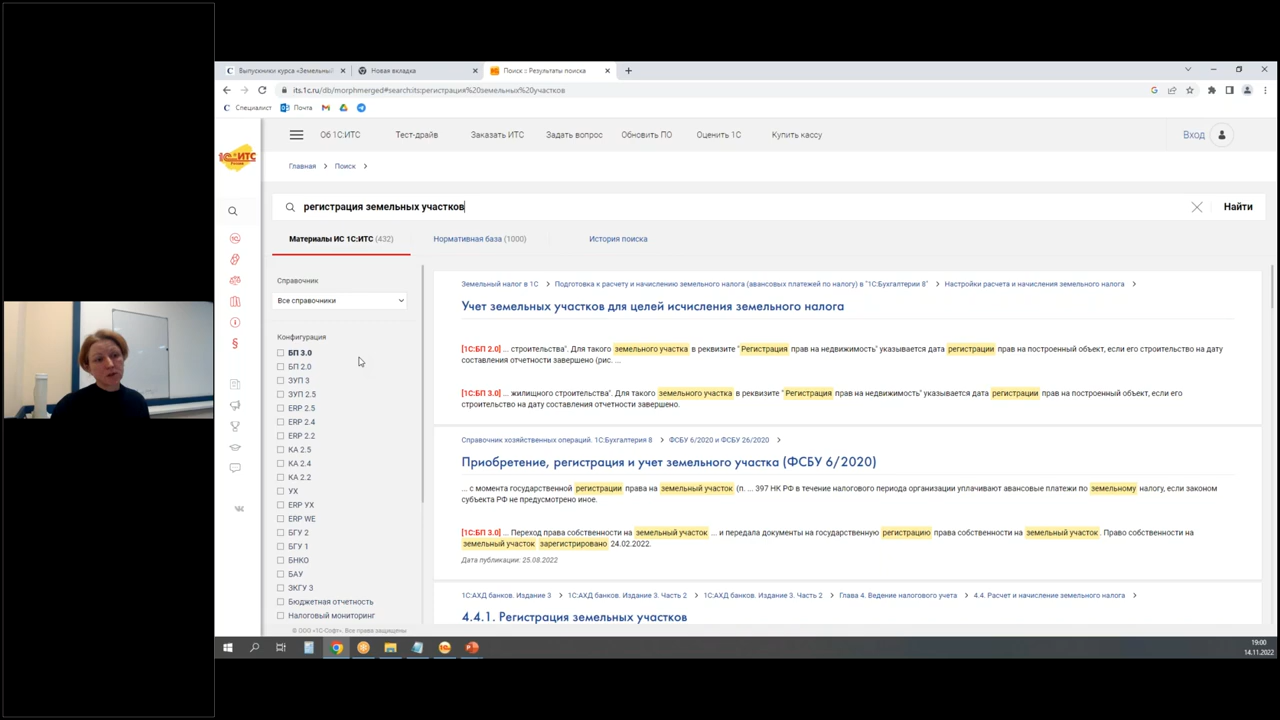 Выпускники курса «Земельный
Новая вкладка
Поиск :: Результаты поиска
its.1c.ru/db/morphmerged#search:its:регистрация%20земельных%20участков
Специалист
Почта
1С:ИТС
Об 1С:ИТС
Тест-драйв
Заказать ИТС
Задать вопрос
Обновить ПО
Оценить 1С
Купить кассу
Вход
Главная
Поиск
регистрация земельных участков
Найти
Материалы ИС 1С:ИТС (432)
Нормативная база (1000)
История поиска
Справочник
Все справочники
Конфигурация
БП 3.0
БП 2.0
ЗУП 3
ЗУП 2.5
ERP 2.5
ERP 2.4
ERP 2.2
КА 2.5
КА 2.4
КА 2.2
УХ
ERP УХ
ERP WE
БГУ 2
БГУ 1
БНКО
БАУ
ЗКГУ 3
Бюджетная отчетность
Налоговый мониторинг
© ООО «1С-Софт». Все права защищены
Земельный налог в 1С > Подготовка к расчету и начислению земельного налога (авансовых платежей по налогу) в "1С:Бухгалтерии 8" > Настройки расчета и начисления земельного налога >
Учет земельных участков для целей исчисления земельного налога
[1С:БП 2.0] ... строительства". Для такого земельного участка в реквизите "Регистрация прав на недвижимость" указывается дата регистрации прав на построенный объект, если его строительство на дату
составления отчетности завершено (рис. ...
[1С:БП 3.0] ... жилищного строительства". Для такого земельного участка в реквизите "Регистрация прав на недвижимость" указывается дата регистрации прав на построенный объект, если его
строительство на дату составления отчетности завершено.
Справочник хозяйственных операций. 1С:Бухгалтерия 8 > ФСБУ 6/2020 и ФСБУ 26/2020 >
Приобретение, регистрация и учет земельного участка (ФСБУ 6/2020)
... с момента государственной регистрации права на земельный участок (п. ... 397 НК РФ в течение налогового периода организации уплачивают авансовые платежи по земельному налогу, если законом
субъекта РФ не предусмотрено иное.
[1С:БП 3.0] ... Переход права собственности на земельный участок ... и передала документы на государственную регистрацию права собственности на земельный участок. Право собственности на
земельный участок зарегистрировано 24.02.2022.
Дата публикации: 25.08.2022
1С:АХД банков. Издание 3 > 1С:АХД банков. Издание 3. Часть 2 > 1С:АХД банков. Издание 3. Часть 2 > Глава 4. Ведение налогового учета > 4.4. Расчет и начисление земельного налога >
4.4.1. Регистрация земельных участков
19:00
14.11.2022